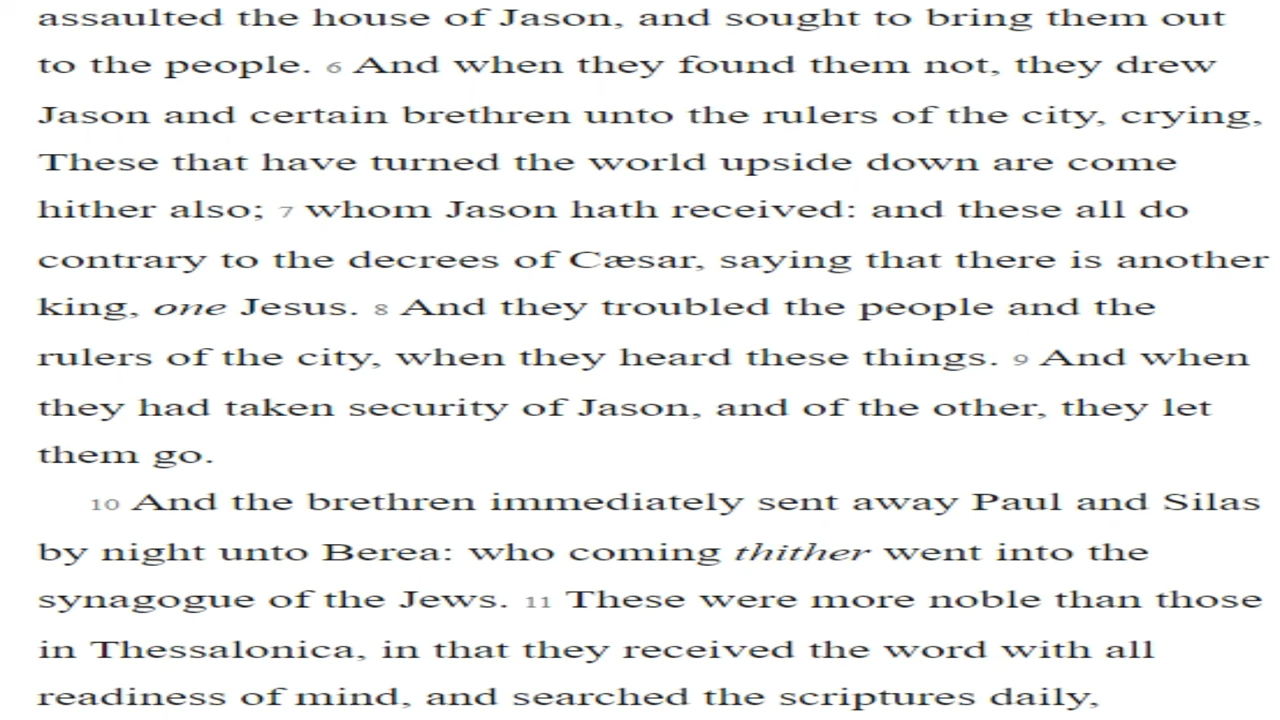 assaulted the house of Jason, and sought to bring them out
to the people. 6 And when they found them not, they drew
Jason and certain brethren unto the rulers of the city, crying,
These that have turned the world upside down are come
hither also; 7 whom Jason hath received: and these all do
contrary to the decrees of Cæsar, saying that there is another
king, one Jesus. 8 And they troubled the people and the
rulers of the city, when they heard these things. 9 And when
they had taken security of Jason, and of the other, they let
them go.
10 And the brethren immediately sent away Paul and Silas
by night unto Berea: who coming thither went into the
synagogue of the Jews. 11 These were more noble than those
in Thessalonica, in that they received the word with all
readiness of mind, and searched the scriptures daily,